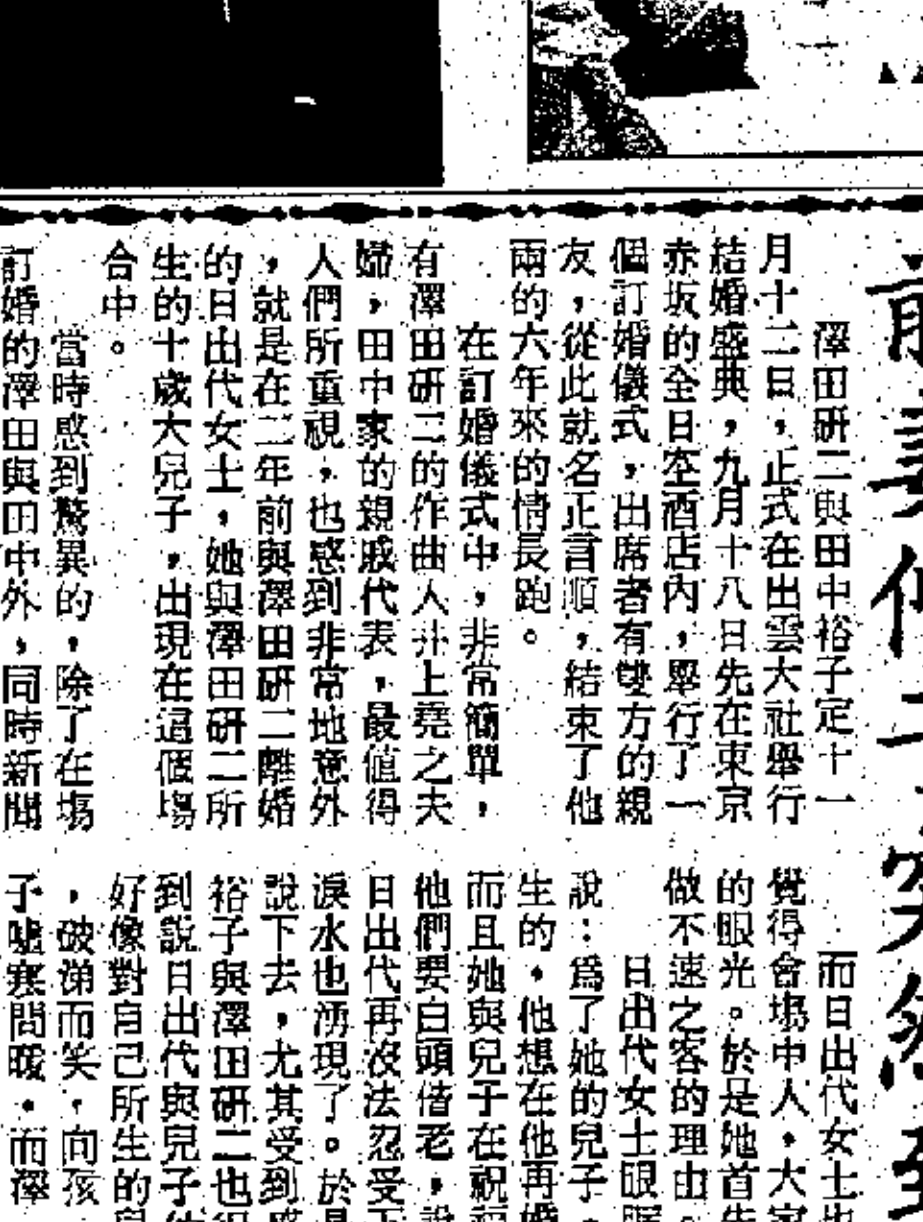 澤田研二與田中裕子定十一
月十二日，正式在出雲大社舉行
結婚盛典，九月十八日先在東京
赤坂的全日空酒店內，舉行了一
個訂婚儀式，出席者有雙方的親
友，從此就名正言順，結束了他
兩的六年來的情長跑。
在訂婚儀式中，非常簡單，
有澤田研二的作曲人井上堯之夫
婦，田中家的親戚代表，最值得
人們所重視，也感到非常地意外
，就是在二年前與澤田研二離婚
的日出代女士，她與澤田研二所
生的十歲大兒子，出現在這個場
合中。
當時感到驚異的，除了在場
訂婚的澤田與田中外，同時新聞
而日出代女士也
覺得會場中人，大家
的眼光。於是她首先
做不速之客的理由。
日出代女士眼眶
說：爲了她的兒子，
生的，他想在他再婚
而且她與兒子在祝福
他們要白頭偕老，說
日出代再沒法忍受下
淚水也湧現了。於是
說下去，尤其受到感
裕子與澤田研二也
到說日出代與兒子
好像對自己所生的
，破涕而笑，向孩
子噓寒問暖。而澤